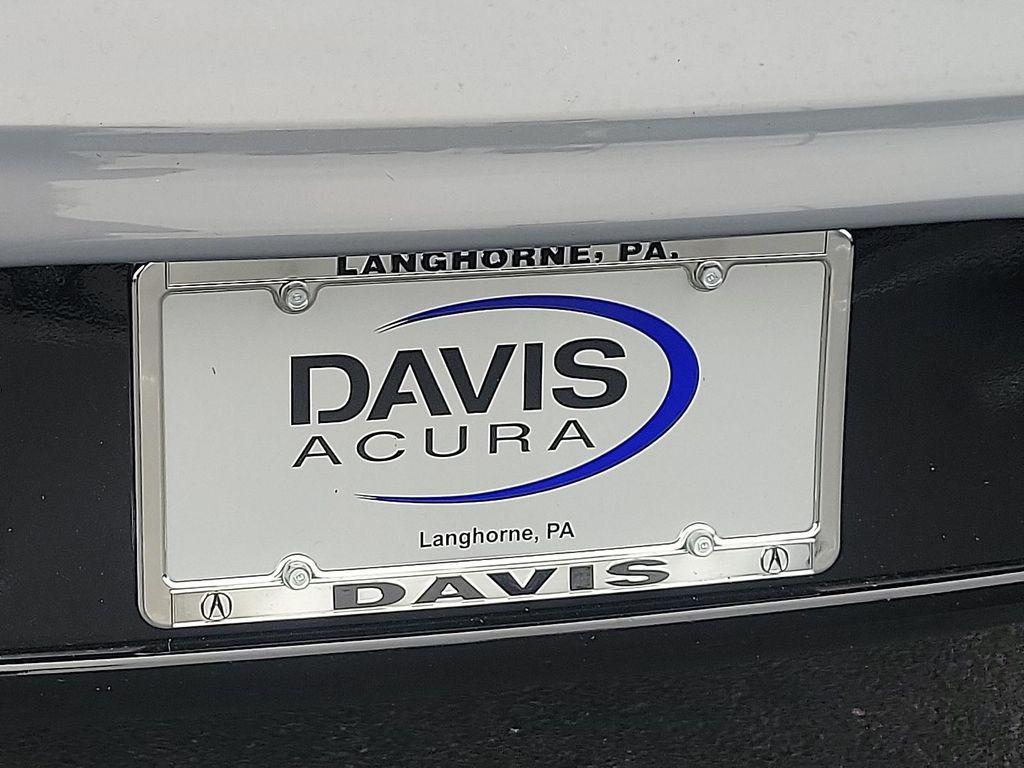 LANGHORNE, PA.
DAVIS
ACURA
Langhorne, PA
DAVIS